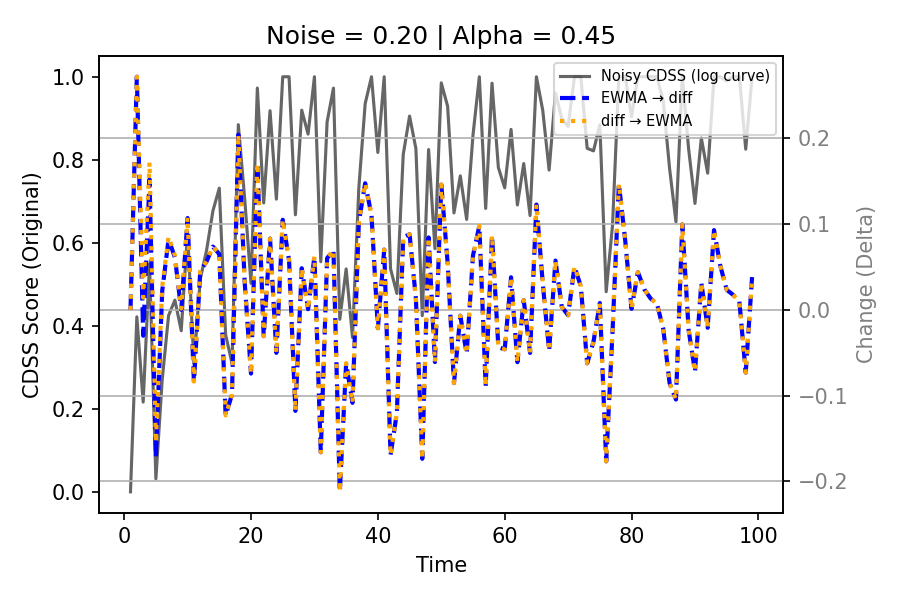 Noise = 0.20 | Alpha = 0.45
Noisy CDSS (log curve)
EWMA → diff
diff → EWMA
CDSS Score (Original)
1.0
0.8
0.6
0.4
0.2
0.0
0.2
0.1
0.0
−0.1
−0.2
Change (Delta)
0 20 40 60 80 100
Time